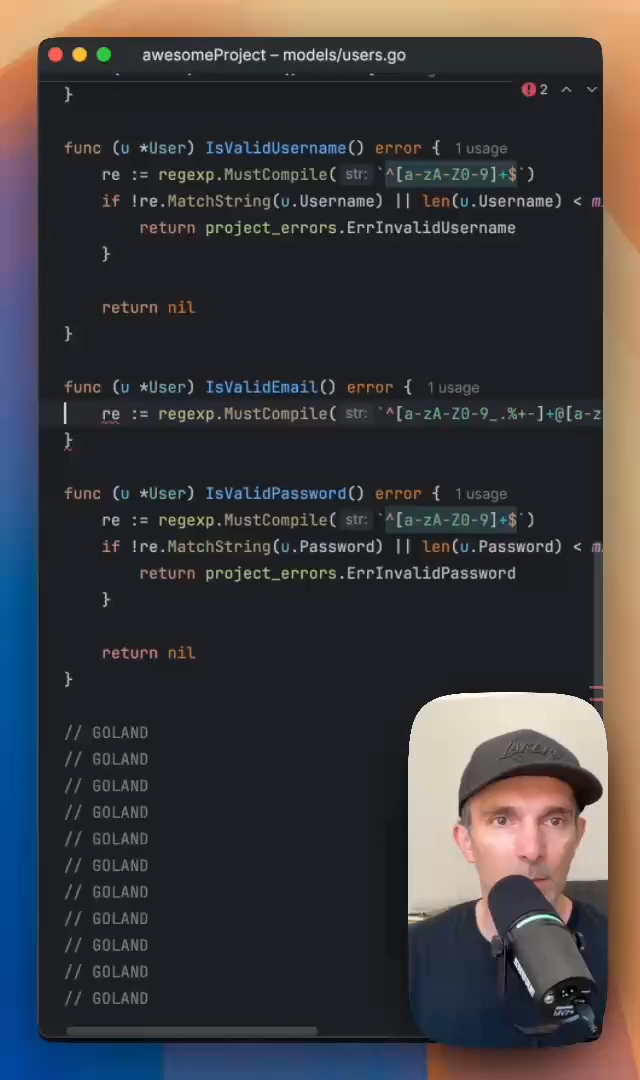 awesomeProject – models/users.go
}
2
func (u *User) IsValidUsername() error { 1 usage
re := regexp.MustCompile( str: `^[a-zA-Z0-9]+$`)
if !re.MatchString(u.Username) || len(u.Username) < m
return project_errors.ErrInvalidUsername
}
return nil
}
func (u *User) IsValidEmail() error { 1 usage
re := regexp.MustCompile( str: `^[a-zA-Z0-9_.%+-]+@[a-z
}
func (u *User) IsValidPassword() error { 1 usage
re := regexp.MustCompile( str: `^[a-zA-Z0-9]+$`)
if !re.MatchString(u.Password) || len(u.Password) < m
return project_errors.ErrInvalidPassword
}
return nil
}
// GOLAND
// GOLAND
// GOLAND
// GOLAND
// GOLAND
// GOLAND
// GOLAND
// GOLAND
// GOLAND
// GOLAND
// GOLAND
LAKERS
SHURE
MV7+